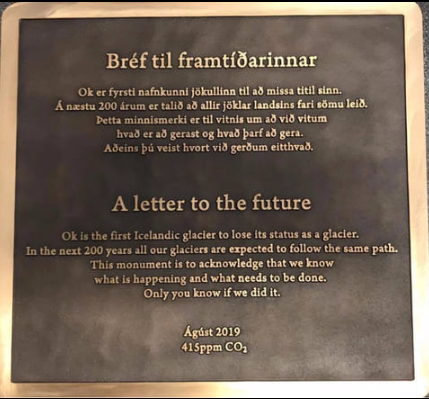 Bréf til framtíðarinnar
Ok er fyrsti nafnkunni jökullinn til að missa titil sinn.
Á næstu 200 árum er talið að allir jöklar landsins fari sömu leið.
Þetta minnismerki er til vitnis um að við vitum
hvað er að gerast og hvað þarf að gera.
Aðeins þú veist hvort við gerðum eitthvað.
A letter to the future
Ok is the first Icelandic glacier to lose its status as a glacier.
In the next 200 years all our glaciers are expected to follow the same path.
This monument is to acknowledge that we know
what is happening and what needs to be done.
Only you know if we did it.
Ágúst 2019
415ppm CO₂